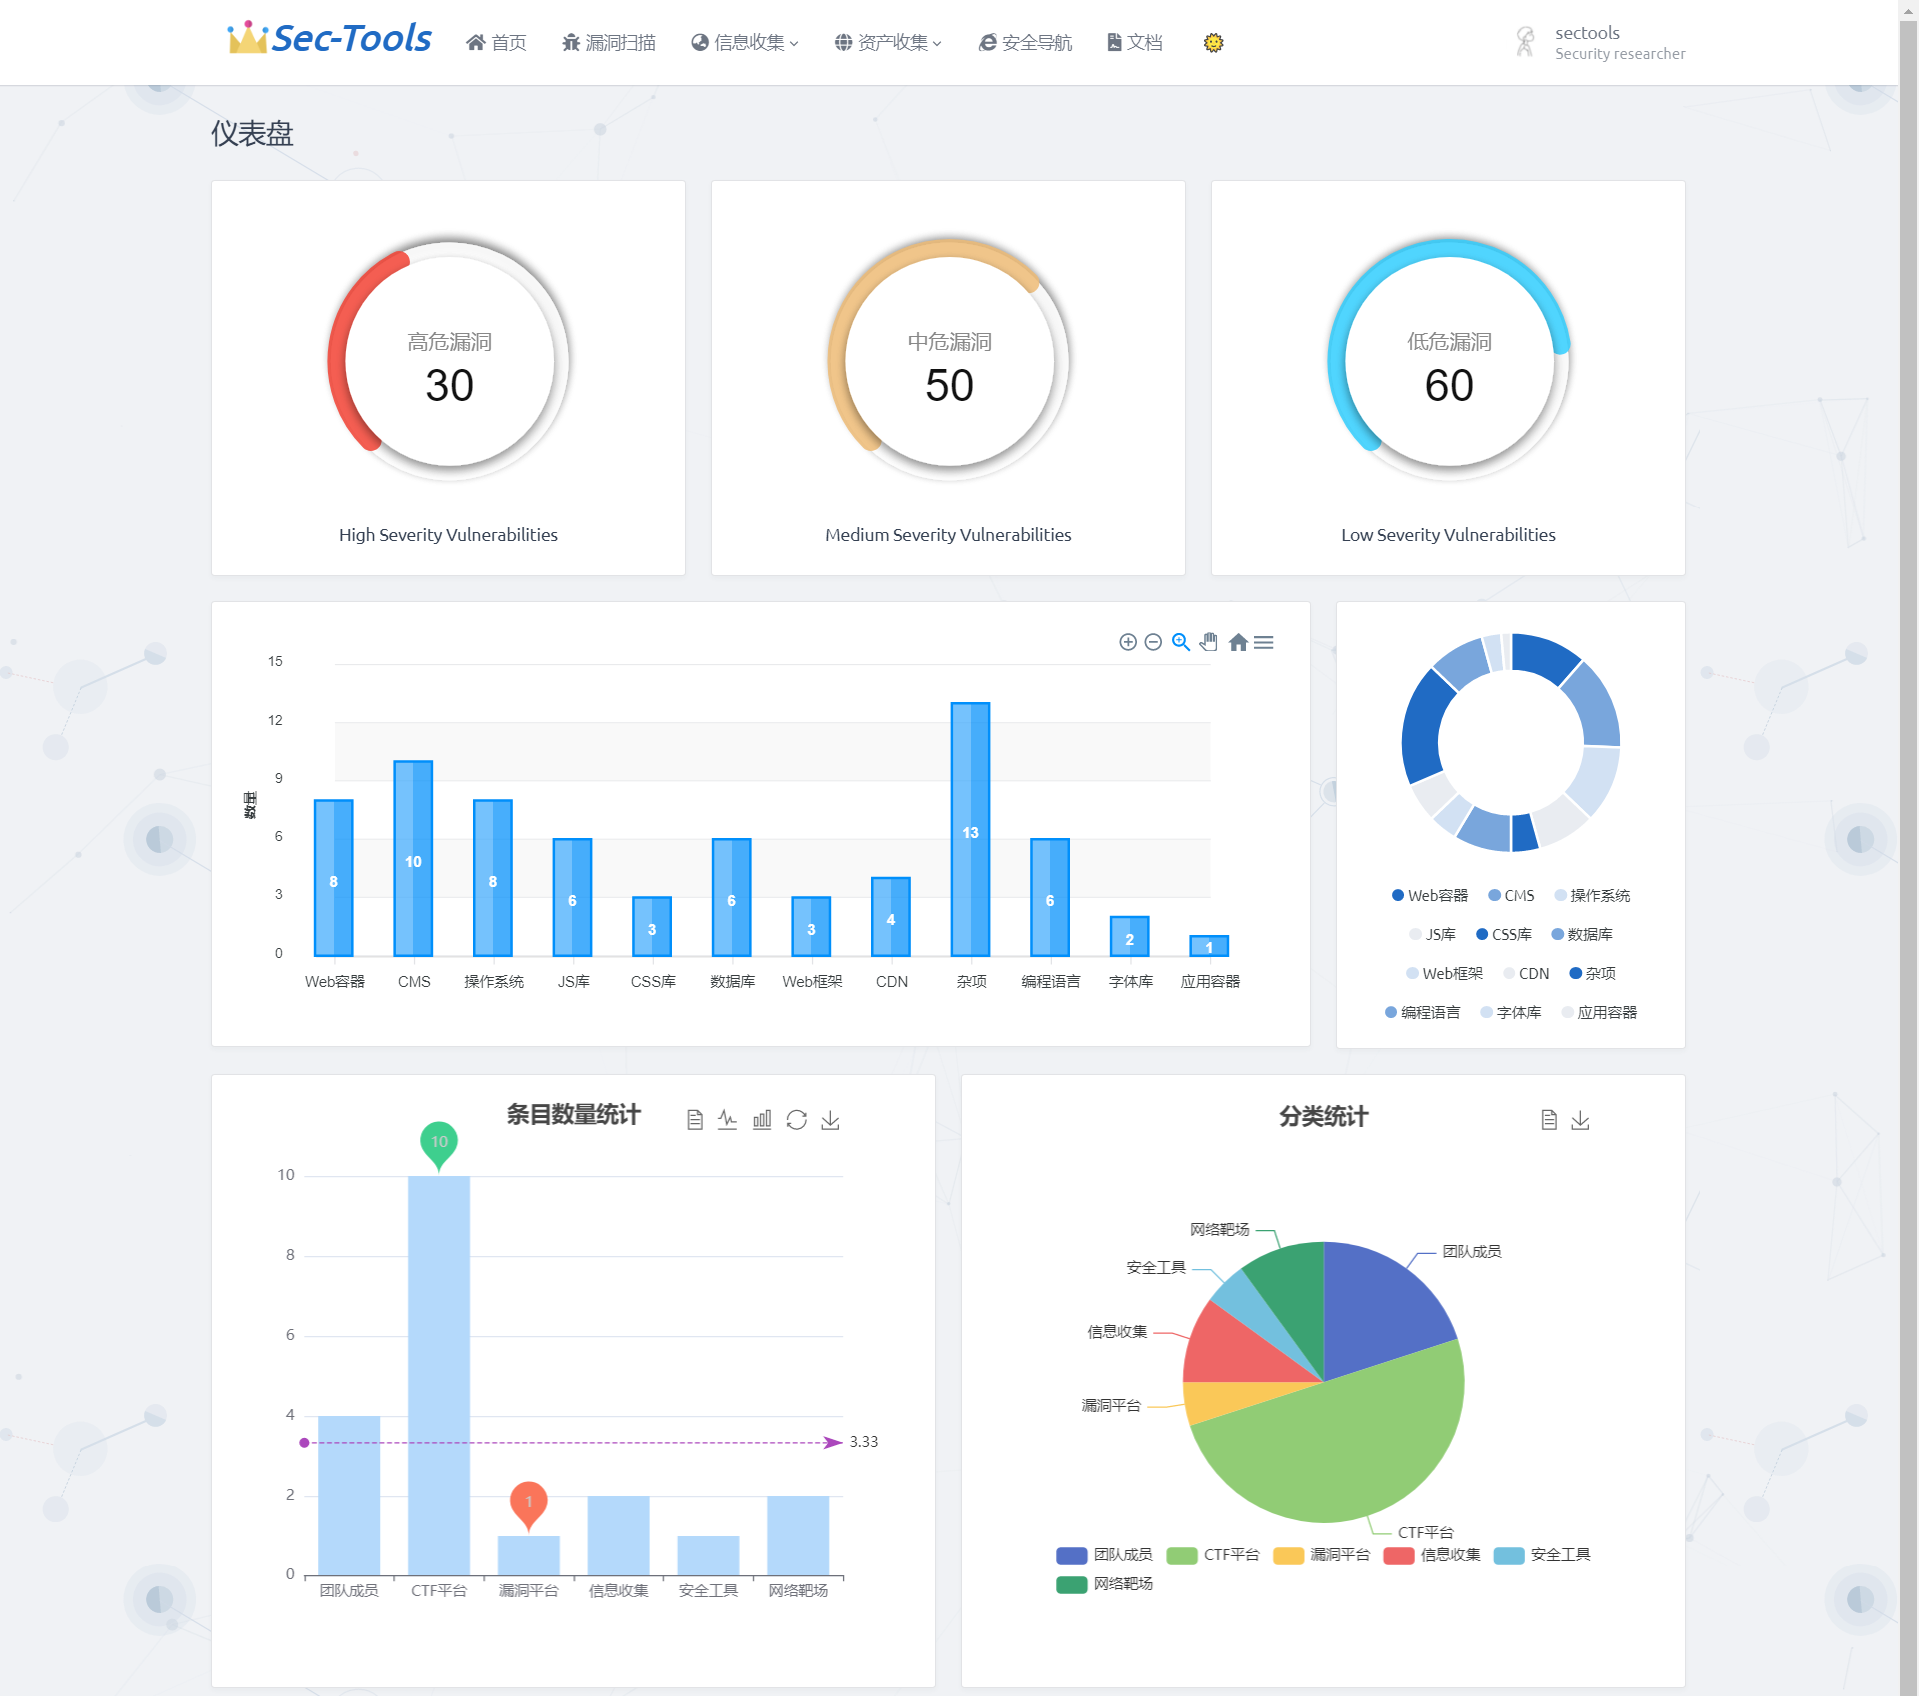 Sec-Tools 首页 漏洞扫描 信息收集 资产收集 安全导航 文档
sectools
Security researcher
仪表盘
高危漏洞
30
High Severity Vulnerabilities
中危漏洞
50
Medium Severity Vulnerabilities
低危漏洞
60
Low Severity Vulnerabilities
15
12
9
6
3
0
数量
8
10
8
6
3
6
3
4
13
6
2
1
Web容器 CMS 操作系统 JS库 CSS库 数据库 Web框架 CDN 杂项 编程语言 字体库 应用容器
Web容器 CMS 操作系统
JS库 CSS库 数据库
Web框架 CDN 杂项
编程语言 字体库 应用容器
条目数量统计
10
8
6
4
2
0
10
1
3.33
团队成员 CTF平台 漏洞平台 信息收集 安全工具 网络靶场
分类统计
网络靶场
团队成员
安全工具
信息收集
漏洞平台
CTF平台
团队成员 CTF平台 漏洞平台 信息收集 安全工具
网络靶场